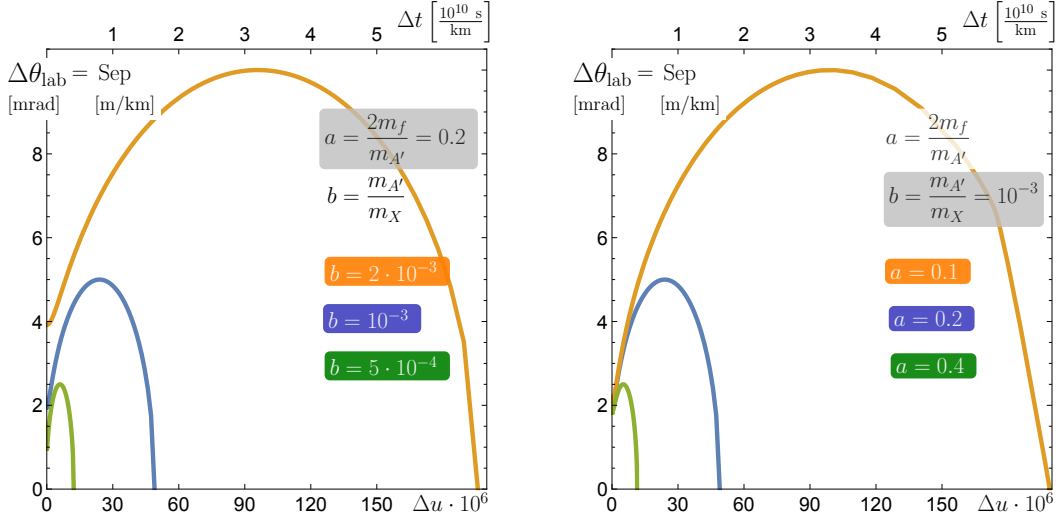 1 2 3 4 5 Δt [10^10 s / km]
Δθ_lab = Sep
[mrad] [m/km]
a = 2m_f / m_A′ = 0.2
b = m_A′ / m_X
b = 2 · 10^−3
b = 10^−3
b = 5 · 10^−4
8
6
4
2
0
0 30 60 90 120 150 Δu · 10^6
1 2 3 4 5 Δt [10^10 s / km]
Δθ_lab = Sep
[mrad] [m/km]
a = 2m_f / m_A′
b = m_A′ / m_X = 10^−3
a = 0.1
a = 0.2
a = 0.4
8
6
4
2
0
0 30 60 90 120 150 Δu · 10^6